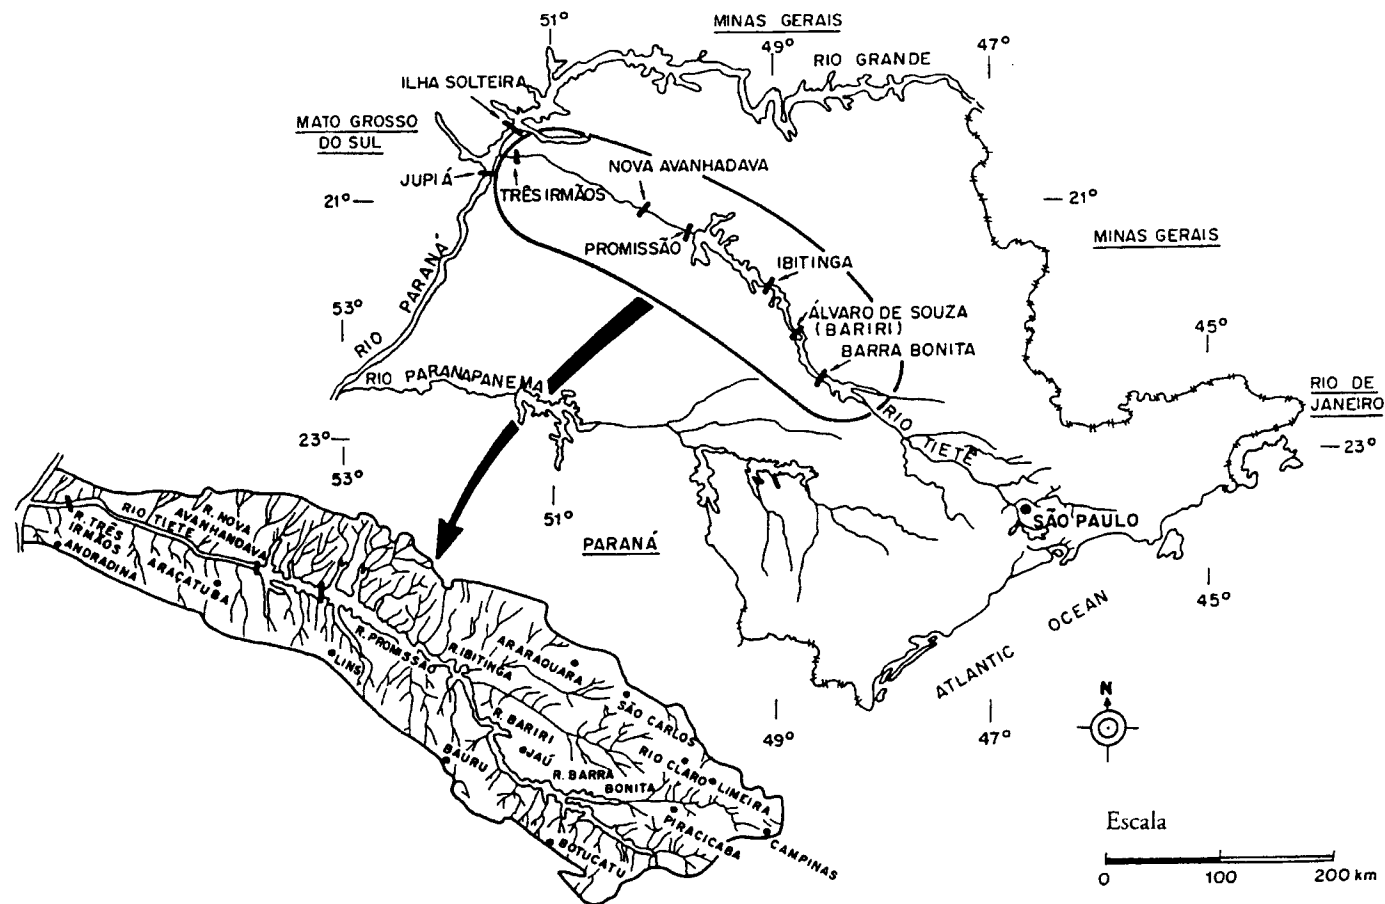 MINAS GERAIS
51°
49°
47°
RIO GRANDE
ILHA SOLTEIRA
MATO GROSSO
DO SUL
NOVA AVANHADAVA
JUPIÁ
TRÊS IRMÃOS
21°
21°
MINAS GERAIS
PROMISSÃO
IBITINGA
RIO PARANÁ
53°
ÁLVARO DE SOUZA
(BARIRI)
45°
BARRA BONITA
RIO PARANAPANEMA
RIO DE
JANEIRO
RIO TIETÊ
23°
53°
23°
51°
SÃO PAULO
PARANÁ
45°
ATLANTIC OCEAN
RIO TIETÊ
R. NOVA
AVANHANDAVA
R. TRÊS
IRMÃOS
ANDRADINA
ARAÇATUBA
R. PROMISSÃO
R. IBITINGA
ARARAQUARA
LINS
SÃO CARLOS
R. BARIRI
JAÚ
BAURU
R. BARRA
BONITA
RIO CLARO
LIMEIRA
PIRACICABA
CAMPINAS
BOTUCATU
49°
47°
N
Escala
0 100 200 km